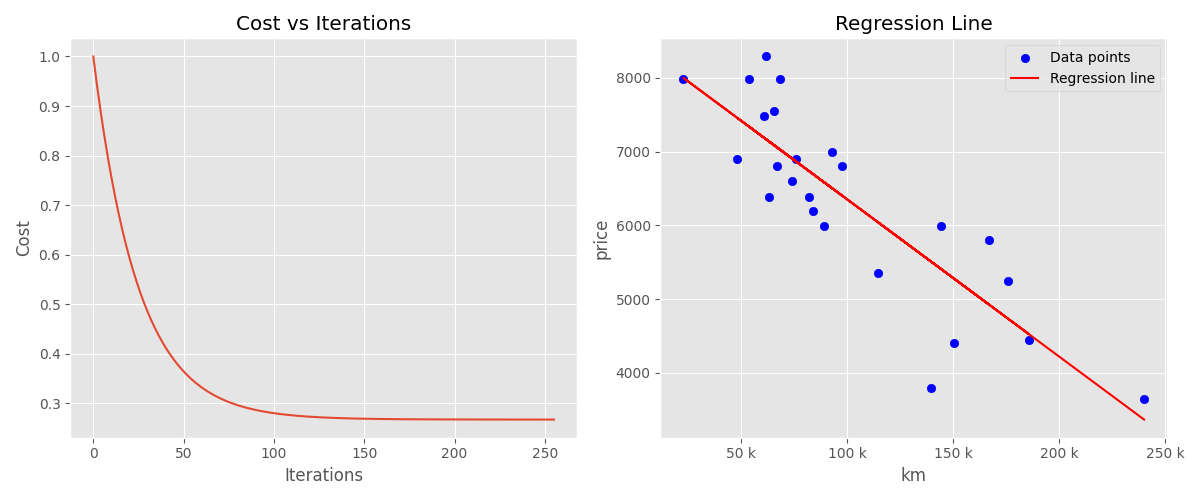 Cost vs Iterations
1.0
0.9
0.8
0.7
0.6
0.5
0.4
0.3
Cost
0 50 100 150 200 250
Iterations
Regression Line
Data points
Regression line
8000
7000
6000
5000
4000
price
50 k 100 k 150 k 200 k 250 k
km